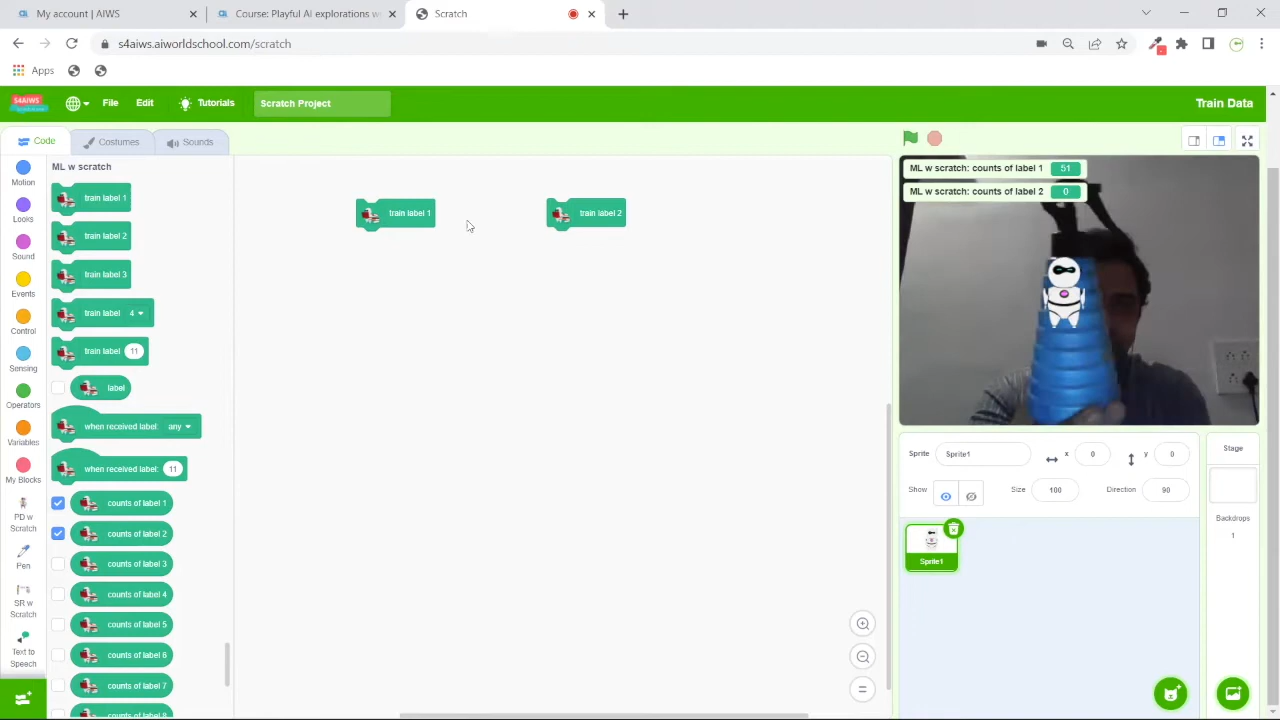 My account | AIWS
Course: Playful AI explorations w
Scratch
s4aiws.aiworldschool.com/scratch
Apps
S4AIWS
File
Edit
Tutorials
Scratch Project
Train Data
Code
Costumes
Sounds
Motion
Looks
Sound
Events
Control
Sensing
Operators
Variables
My Blocks
PD w
Scratch
Pen
SR w
Scratch
Text to
Speech
ML w scratch
train label 1
train label 2
train label 3
train label 4
train label 11
label
when received label: any
when received label: 11
counts of label 1
counts of label 2
counts of label 3
counts of label 4
counts of label 5
counts of label 6
counts of label 7
counts of label 8
train label 1
train label 2
ML w scratch: counts of label 1 51
ML w scratch: counts of label 2 0
Sprite Sprite1 x 0 y 0
Show Size 100 Direction 90
Sprite1
Stage
Backdrops
1